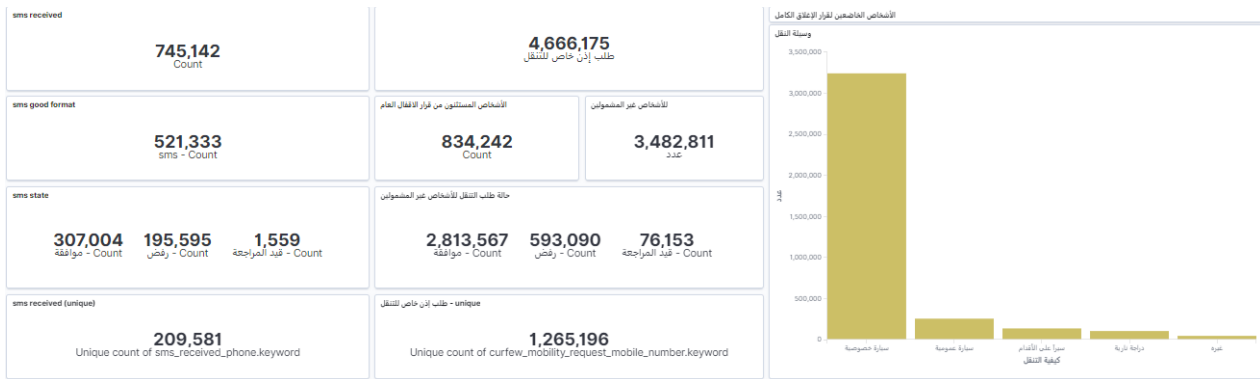 sms received
745,142
Count
4,666,175
طلب إذن خاص للتنقل
sms good format
521,333
sms - Count
الأشخاص المستثنون من قرار الاقفال العام
834,242
Count
للأشخاص غير المشمولين
3,482,811
عدد
sms state
307,004
موافقة - Count
195,595
رفض - Count
1,559
قيد المراجعة - Count
حالة طلب التنقل للأشخاص غير المشمولين
2,813,567
موافقة - Count
593,090
رفض - Count
76,153
قيد المراجعة - Count
sms received (unique)
209,581
Unique count of sms_received_phone.keyword
طلب إذن خاص للتنقل - unique
1,265,196
Unique count of curfew_mobility_request_mobile_number.keyword
الأشخاص الخاضعين لقرار الإغلاق الكامل
وسيلة النقل
3,500,000
3,000,000
2,500,000
2,000,000
1,500,000
1,000,000
500,000
0
عدد
سيارة خصوصية
سيارة عمومية
سيراً على الأقدام
دراجة نارية
غيره
كيفية التنقل